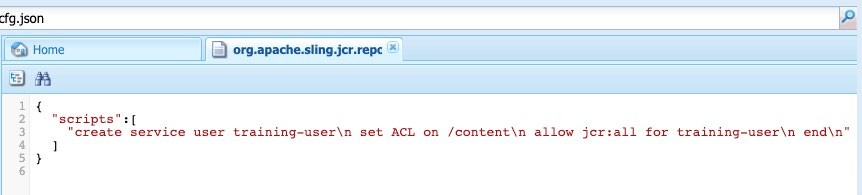 cfg.json
Home
org.apache.sling.jcr.repc
1 {
2 "scripts":[
3 "create service user training-user\n set ACL on /content\n allow jcr:all for training-user\n end\n"
4 ]
5 }
6